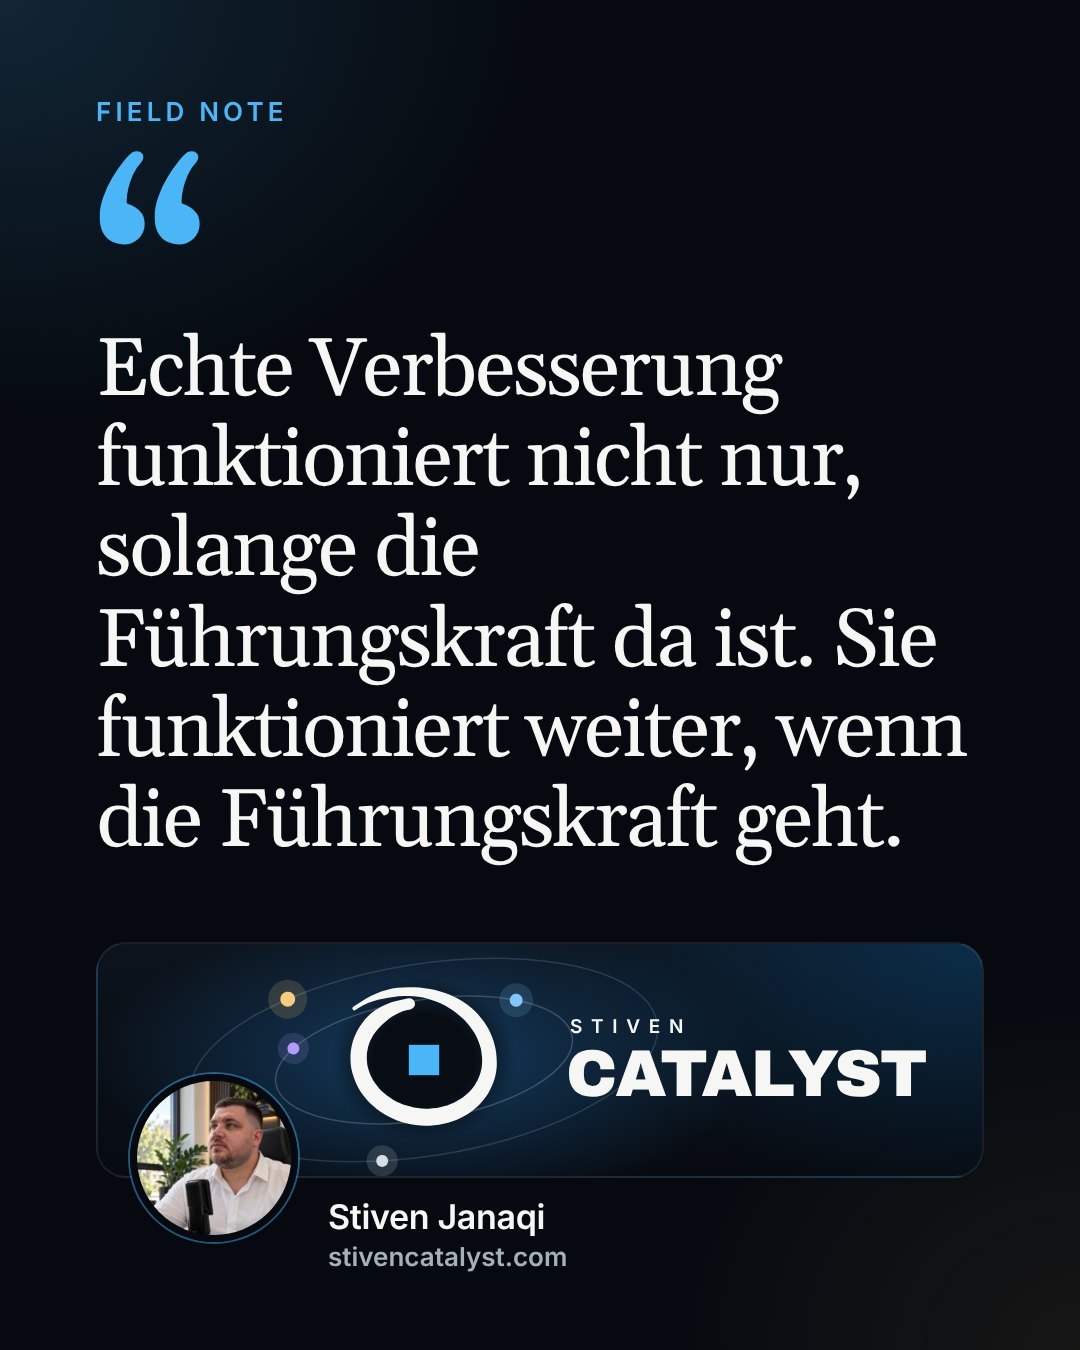 FIELD NOTE
“
Echte Verbesserung
funktioniert nicht nur,
solange die
Führungskraft da ist. Sie
funktioniert weiter, wenn
die Führungskraft geht.
STIVEN
CATALYST
Stiven Janaqi
stivencatalyst.com